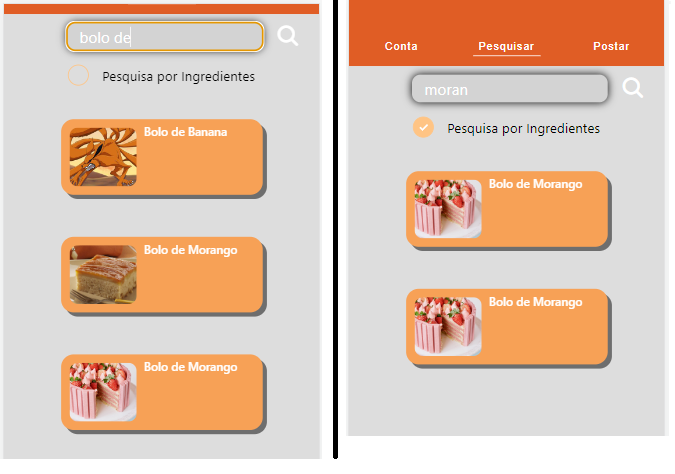 bolo de
Pesquisa por Ingredientes
Bolo de Banana
Bolo de Morango
Bolo de Morango
Conta
Pesquisar
Postar
moran
Pesquisa por Ingredientes
Bolo de Morango
Bolo de Morango